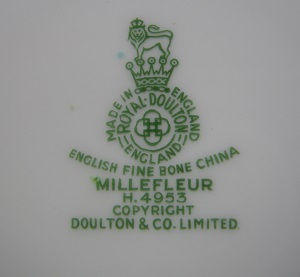 MADE IN ENGLAND
ROYAL·DOULTON
ENGLAND
ENGLISH FINE BONE CHINA
MILLEFLEUR
H. 4953
COPYRIGHT
DOULTON & CO. LIMITED